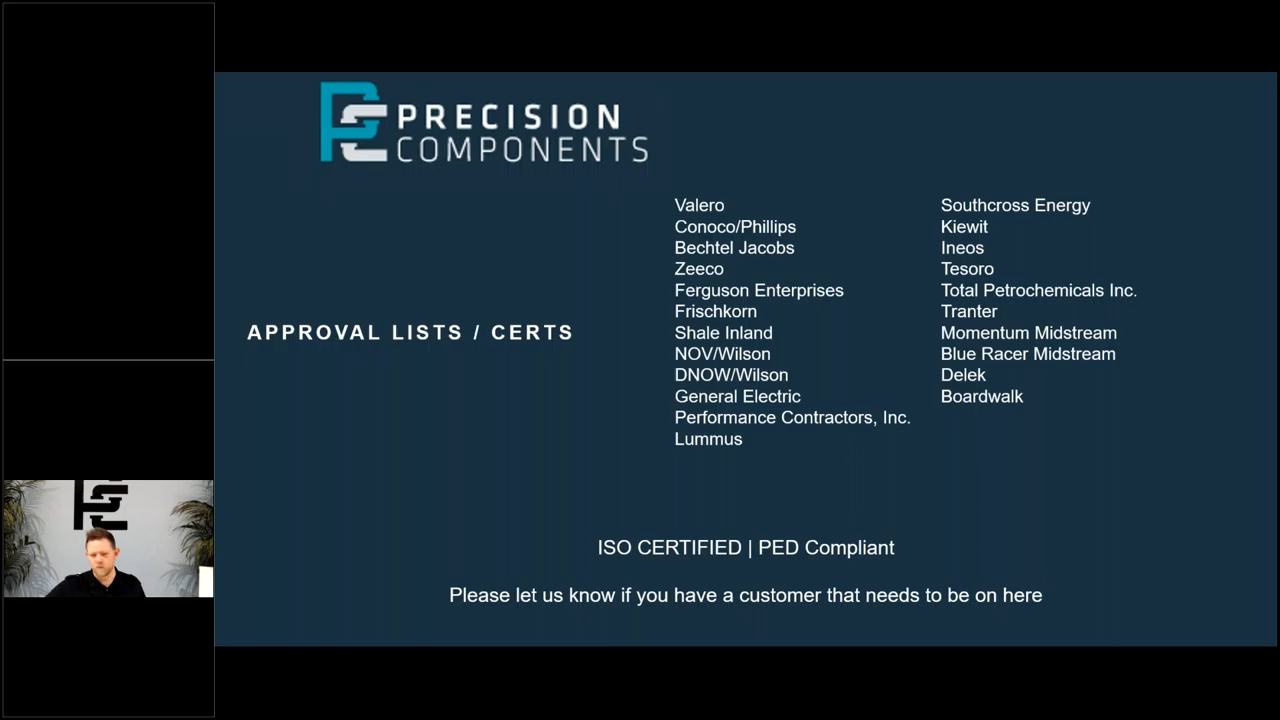 PRECISION
COMPONENTS
APPROVAL LISTS / CERTS
Valero
Conoco/Phillips
Bechtel Jacobs
Zeeco
Ferguson Enterprises
Frischkorn
Shale Inland
NOV/Wilson
DNOW/Wilson
General Electric
Performance Contractors, Inc.
Lummus
Southcross Energy
Kiewit
Ineos
Tesoro
Total Petrochemicals Inc.
Tranter
Momentum Midstream
Blue Racer Midstream
Delek
Boardwalk
ISO CERTIFIED | PED Compliant
Please let us know if you have a customer that needs to be on here